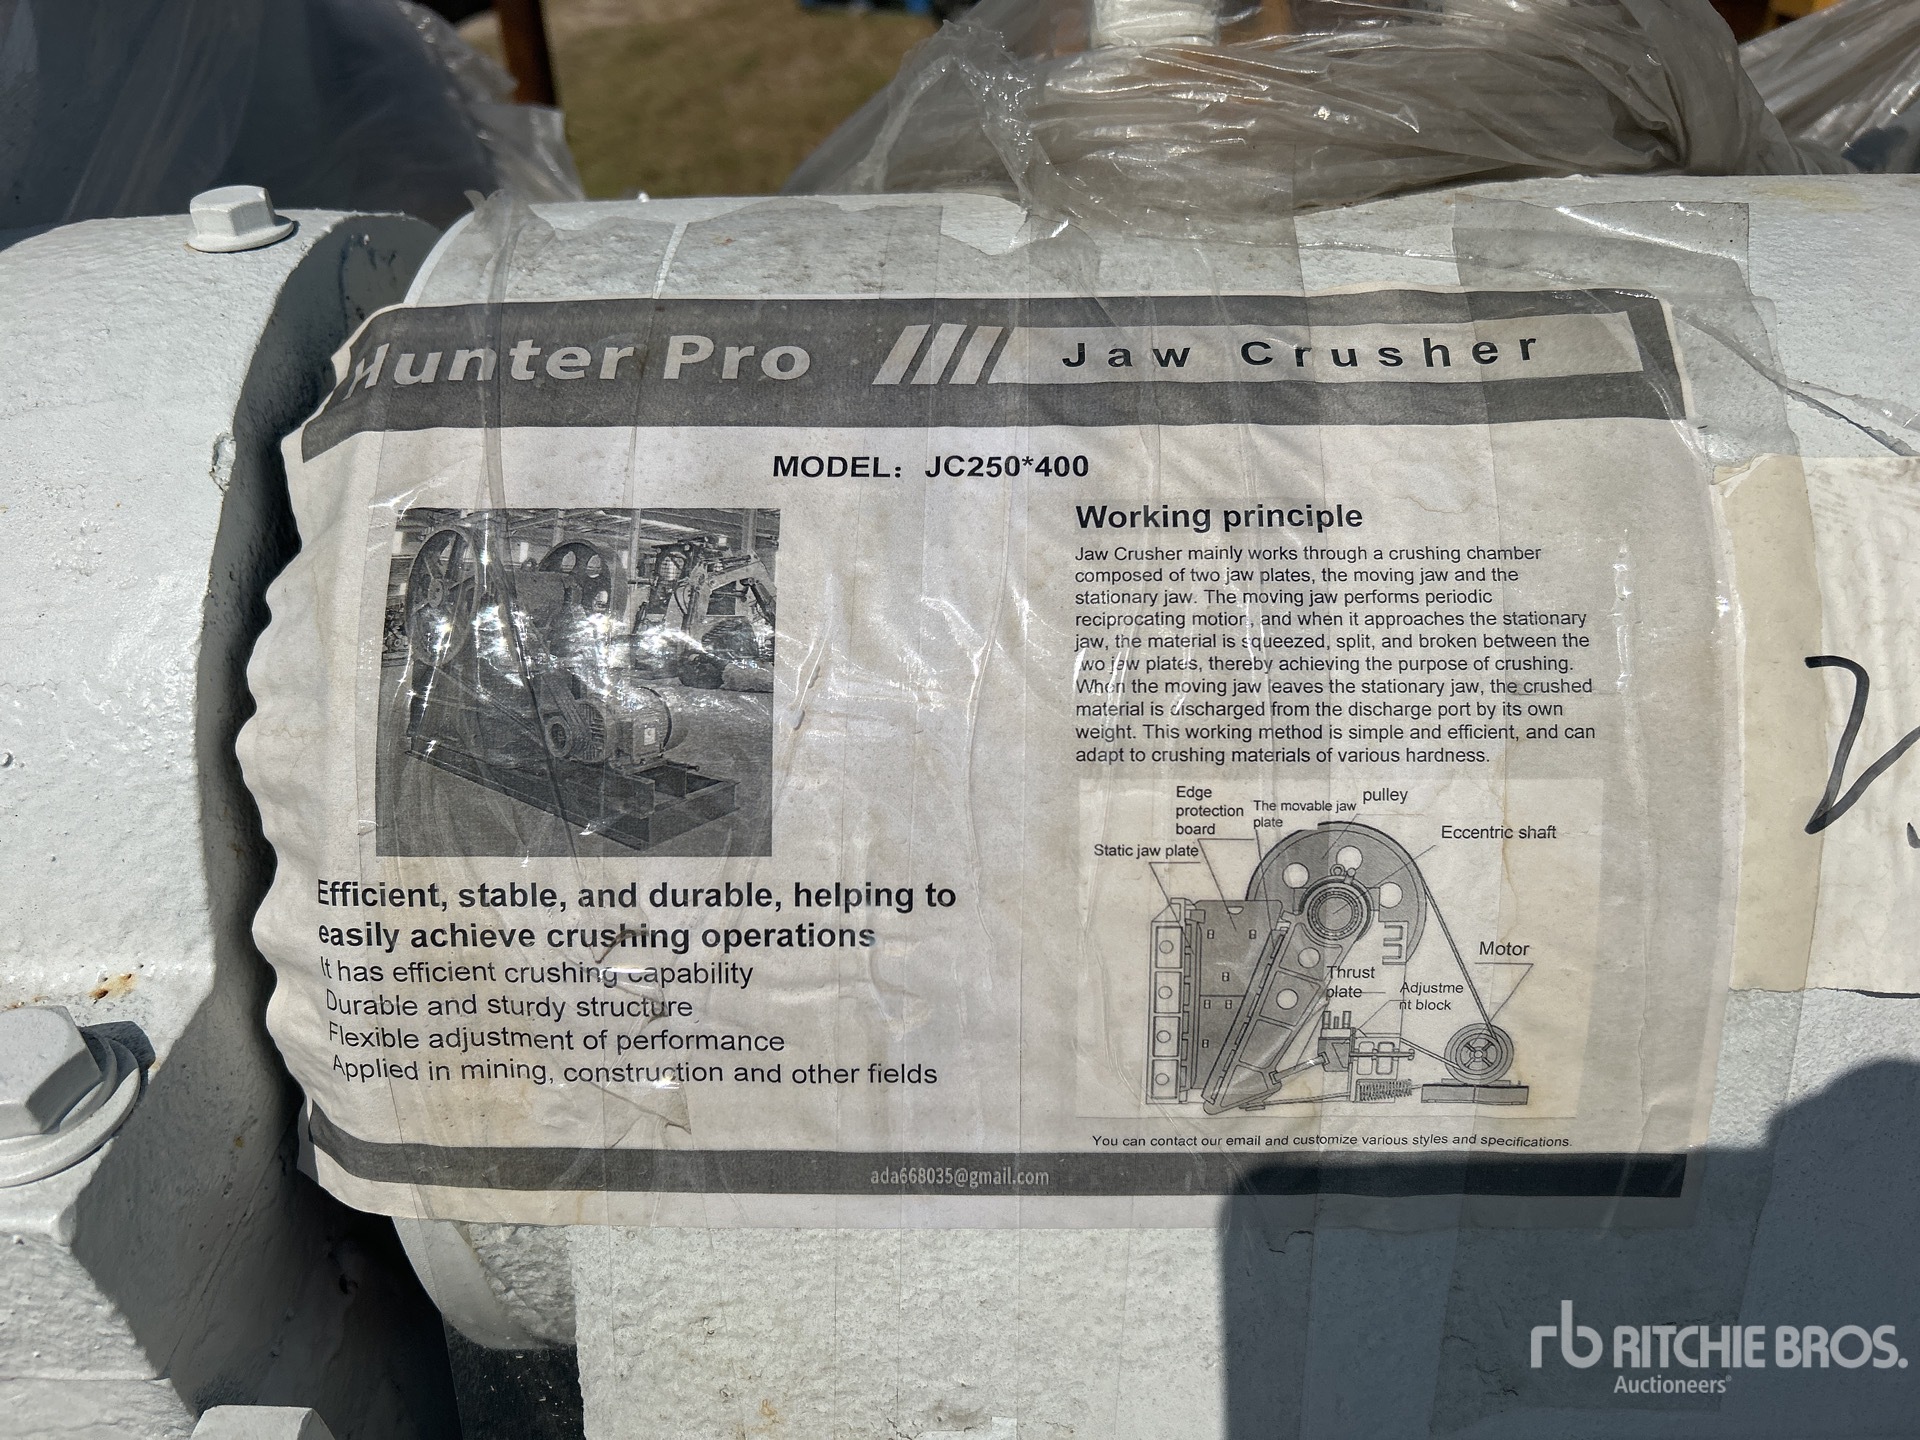 Hunter Pro
Jaw Crusher
MODEL: JC250*400
Working principle
Jaw Crusher mainly works through a crushing chamber
composed of two jaw plates, the moving jaw and the
stationary jaw. The moving jaw performs periodic
reciprocating motion, and when it approaches the stationary
jaw, the material is squeezed, split, and broken between the
two jaw plates, thereby achieving the purpose of crushing.
When the moving jaw leaves the stationary jaw, the crushed
material is discharged from the discharge port by its own
weight. This working method is simple and efficient, and can
adapt to crushing materials of various hardness.
Edge
protection
board
The movable jaw
plate
pulley
Eccentric shaft
Static jaw plate
Motor
Thrust
plate
Adjustme
nt block
Efficient, stable, and durable, helping to
easily achieve crushing operations
It has efficient crushing capability
Durable and sturdy structure
Flexible adjustment of performance
Applied in mining, construction and other fields
You can contact our email and customize various styles and specifications.
ada668035@gmail.com
rb RITCHIE BROS.
Auctioneers